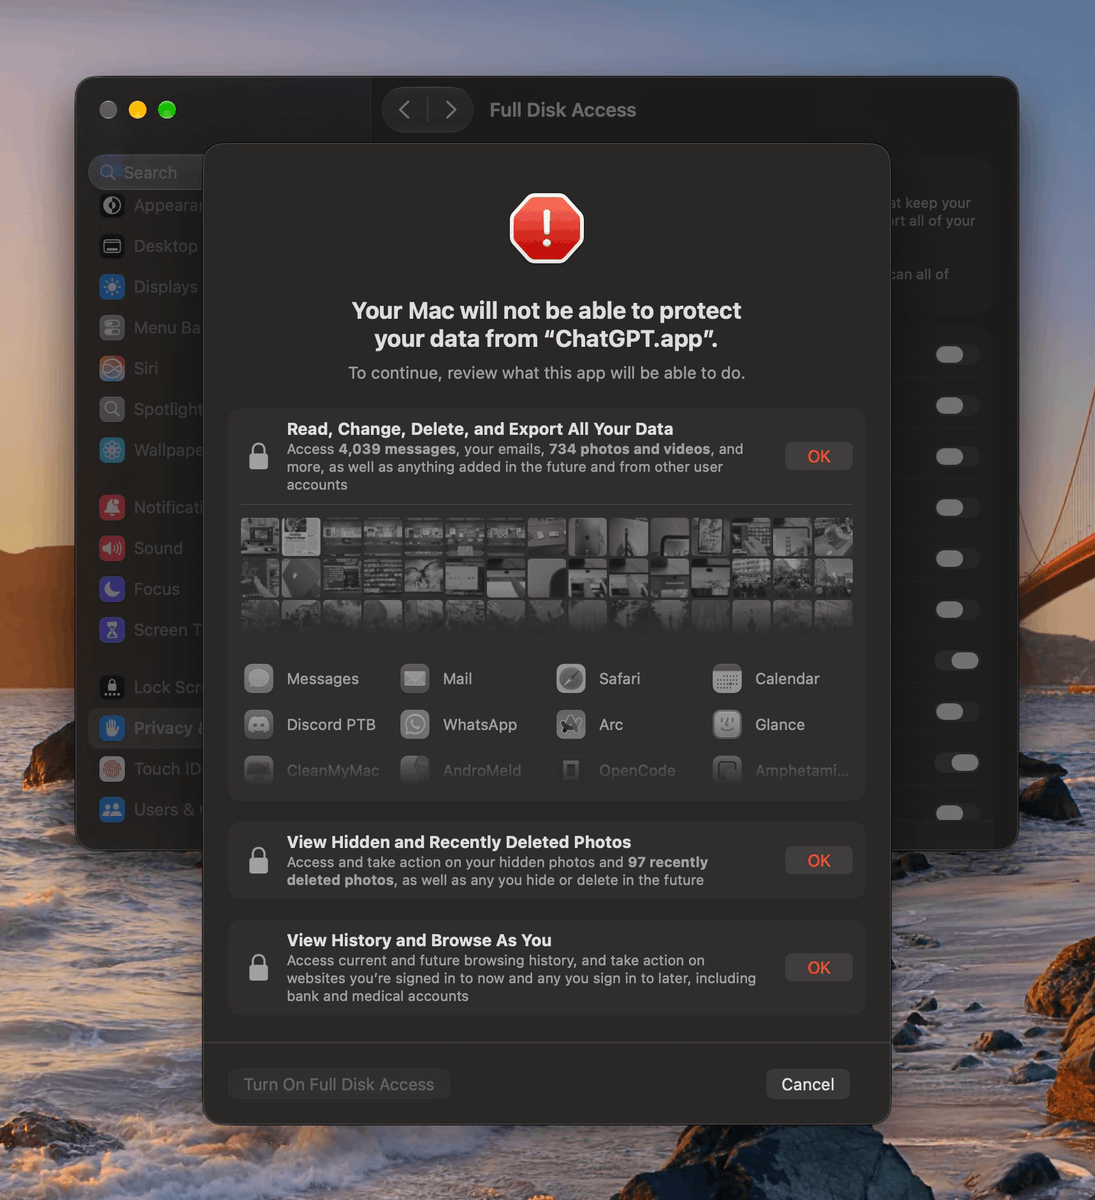 Full Disk Access
Search
Appearar
Desktop
Displays
Menu Ba
Siri
Spotlight
Wallpape
Notificati
Sound
Focus
Screen T
Lock Scr
Privacy &
Touch ID
Users &
at keep your
ort all of your
can all of
Your Mac will not be able to protect
your data from “ChatGPT.app”.
To continue, review what this app will be able to do.
Read, Change, Delete, and Export All Your Data
Access 4,039 messages, your emails, 734 photos and videos, and
more, as well as anything added in the future and from other user
accounts
OK
Messages
Mail
Safari
Calendar
Discord PTB
WhatsApp
Arc
Glance
CleanMyMac
AndroMeld
OpenCode
Amphetami...
View Hidden and Recently Deleted Photos
Access and take action on your hidden photos and 97 recently
deleted photos, as well as any you hide or delete in the future
OK
View History and Browse As You
Access current and future browsing history, and take action on
websites you’re signed in to now and any you sign in to later, including
bank and medical accounts
OK
Turn On Full Disk Access
Cancel